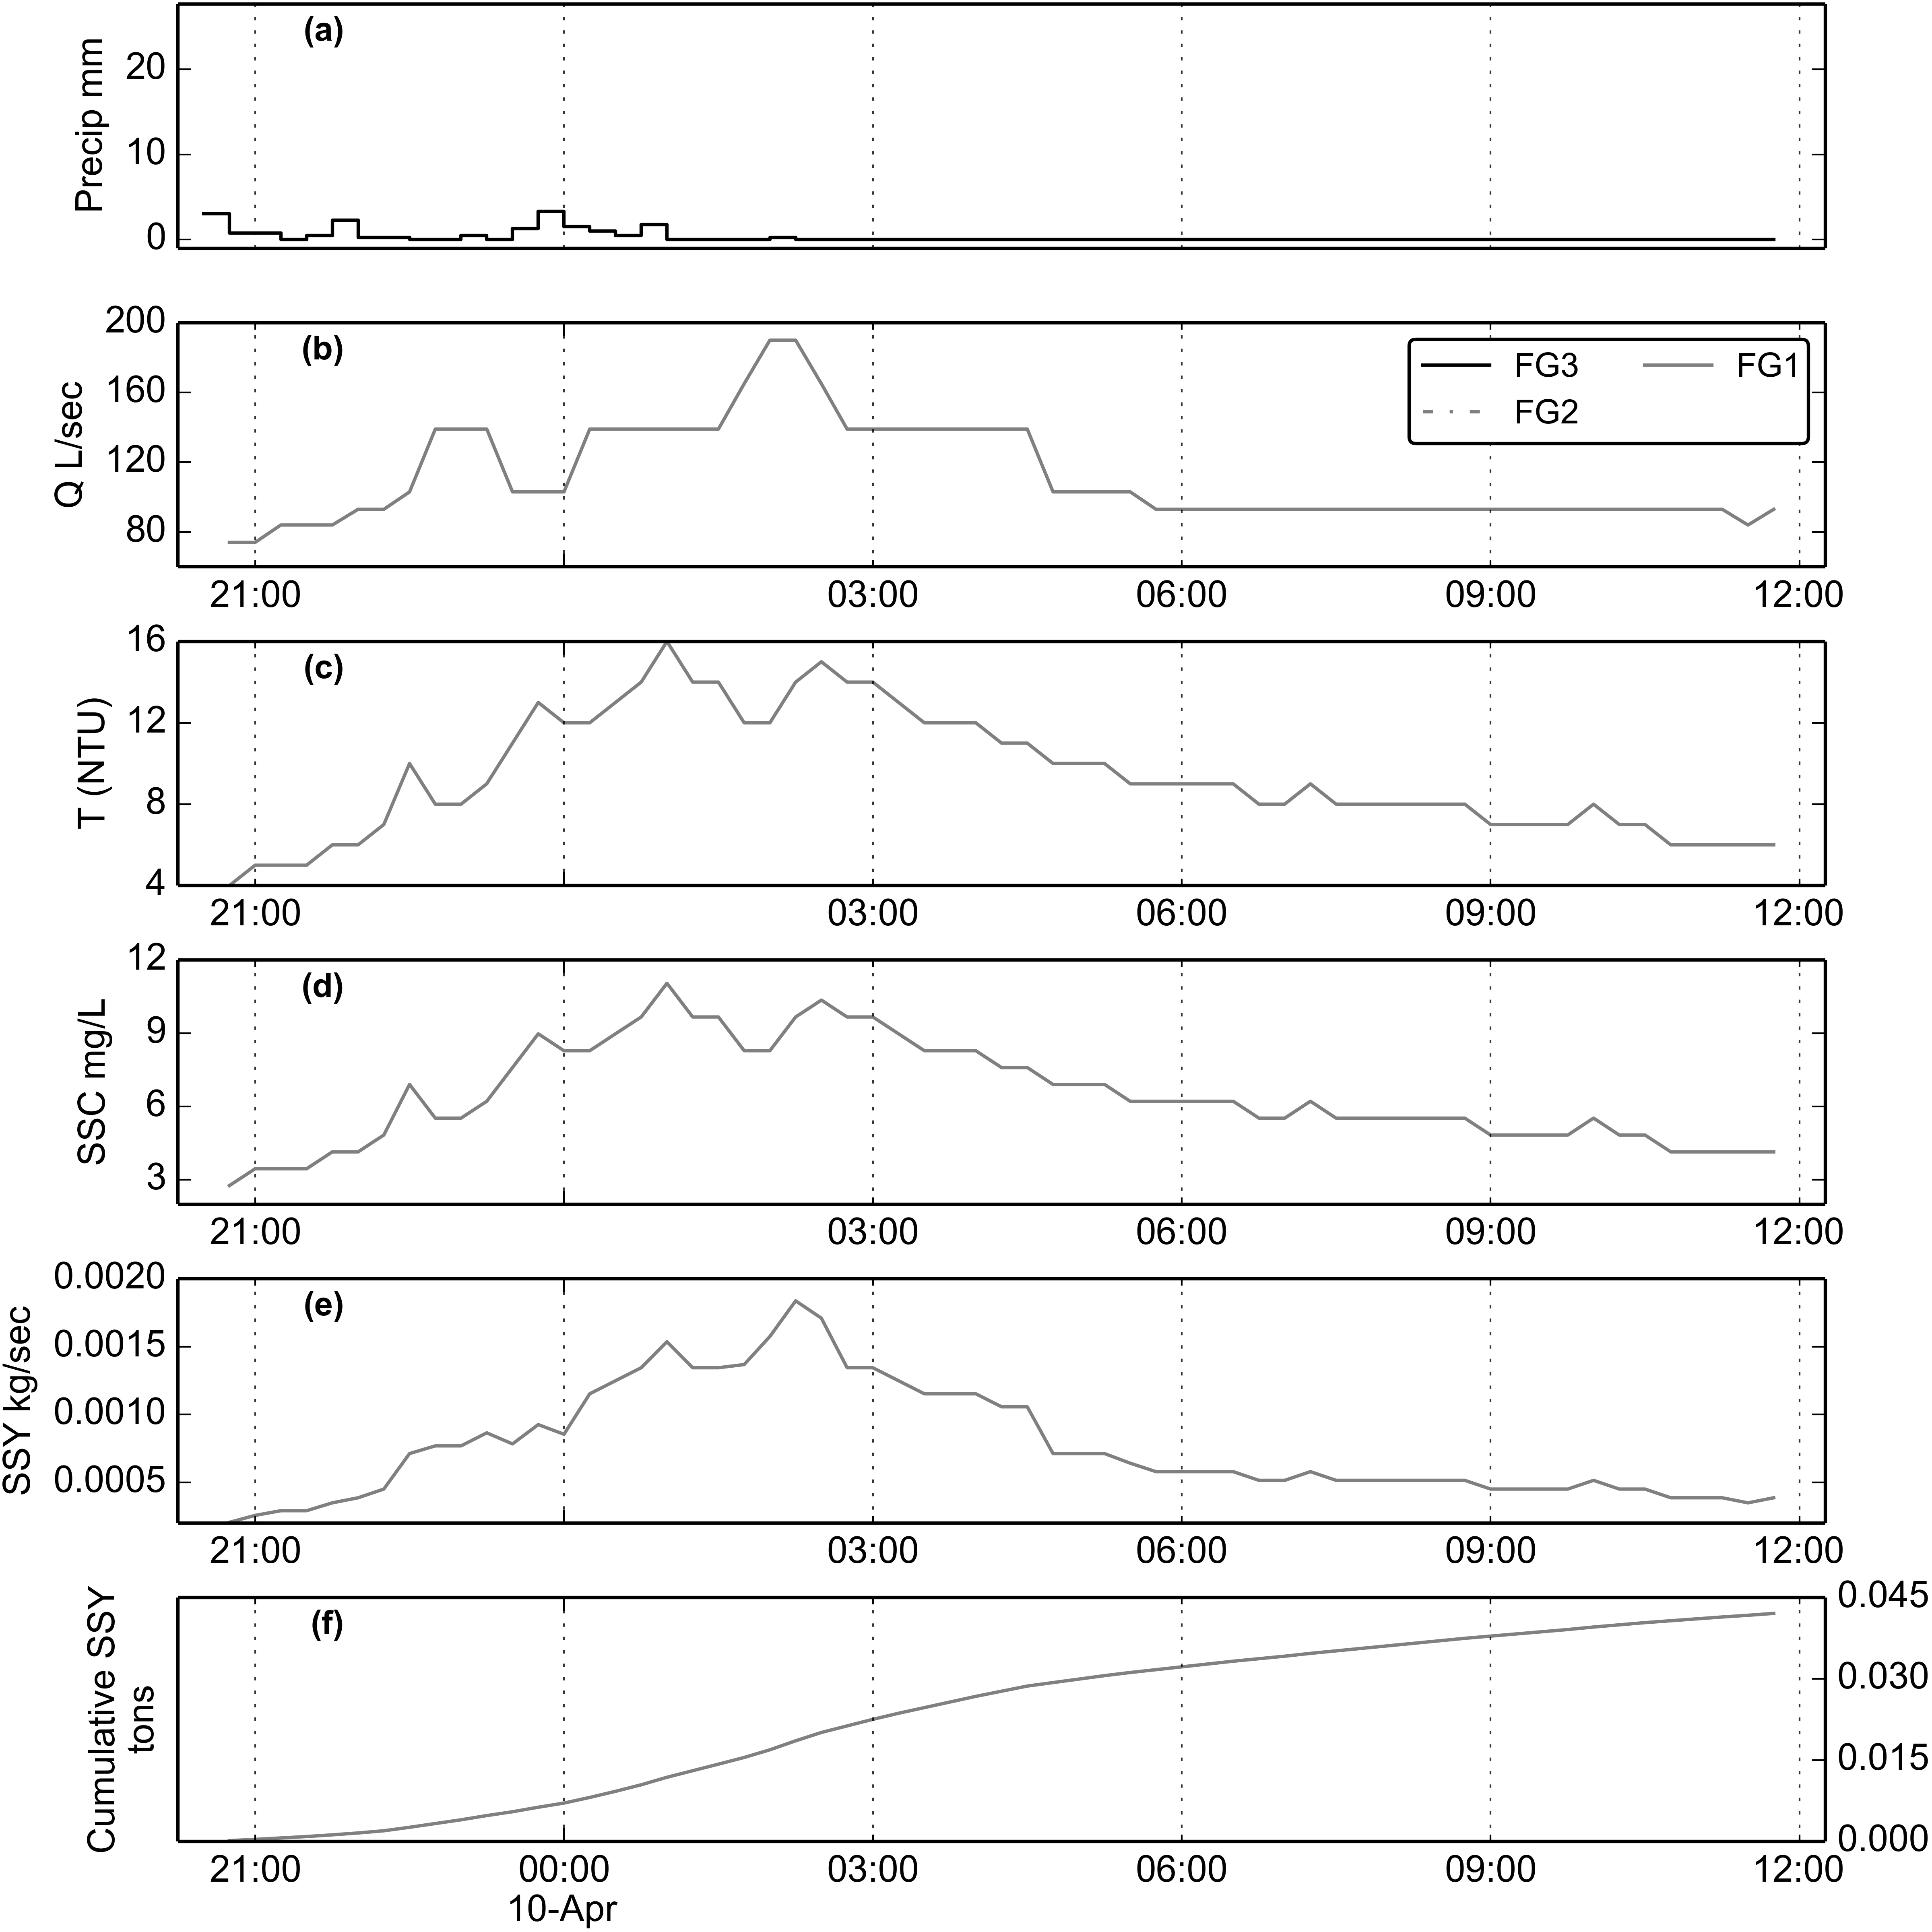 (a)
Precip mm
20
10
0
(b)
Q L/sec
200
160
120
80
FG3 FG1
FG2
21:00 03:00 06:00 09:00 12:00
(c)
T (NTU)
16
12
8
4
21:00 03:00 06:00 09:00 12:00
(d)
SSC mg/L
12
9
6
3
21:00 03:00 06:00 09:00 12:00
(e)
SSY kg/sec
0.0020
0.0015
0.0010
0.0005
21:00 03:00 06:00 09:00 12:00
(f)
Cumulative SSY
tons
0.045
0.030
0.015
0.000
21:00 00:00 03:00 06:00 09:00 12:00
10-Apr